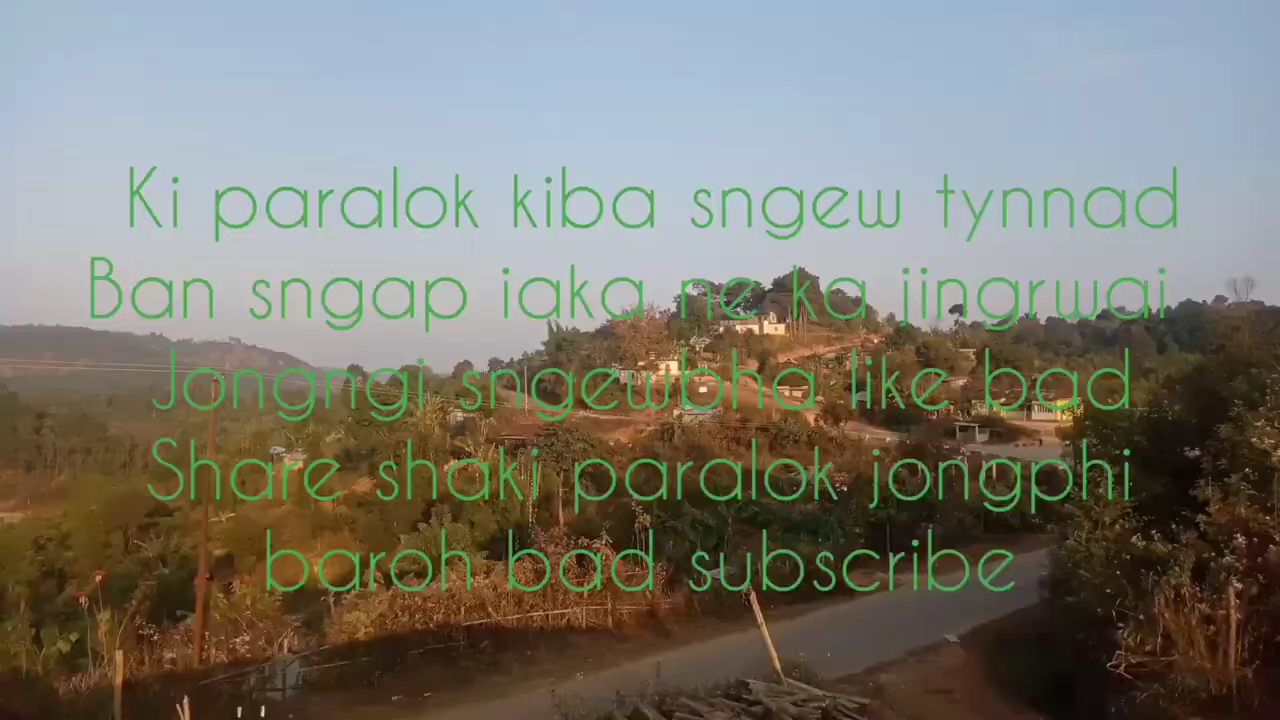 Ki paralok kiba sngew tynnad
Ban sngap iaka ne ka jingrwai
Jongngi sngewbha like bad
Share shaki paralok jongphi
baroh bad subscribe